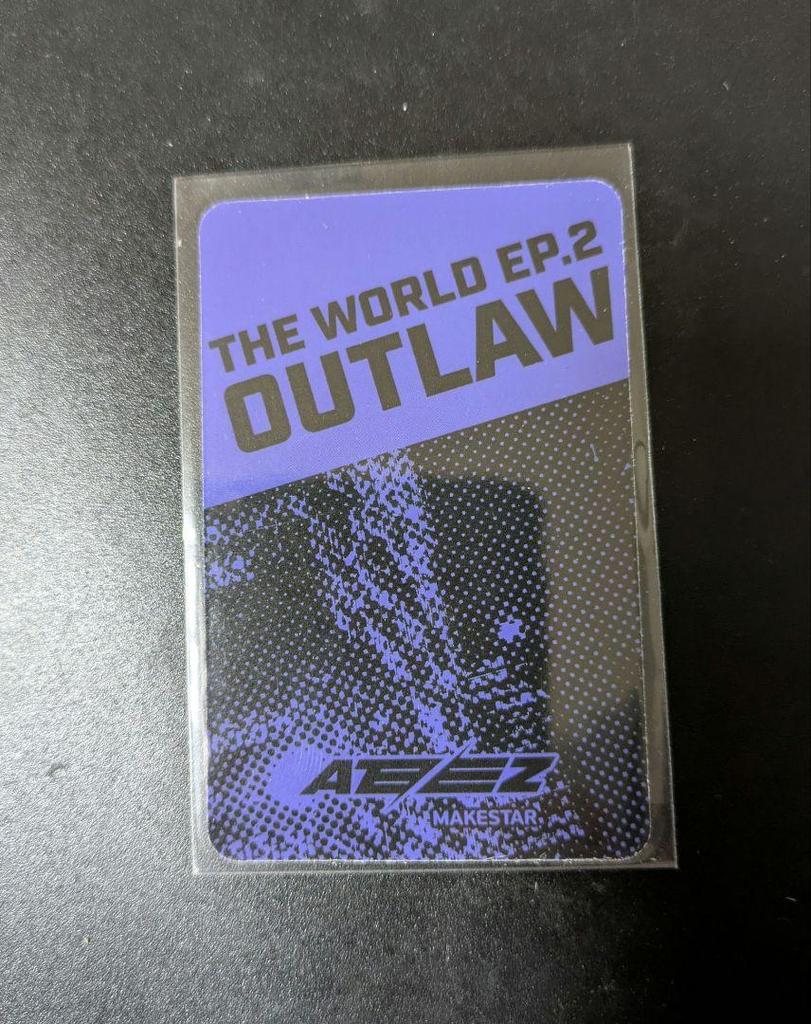 THE WORLD EP.2
OUTLAW
ATEEZ
MAKESTAR